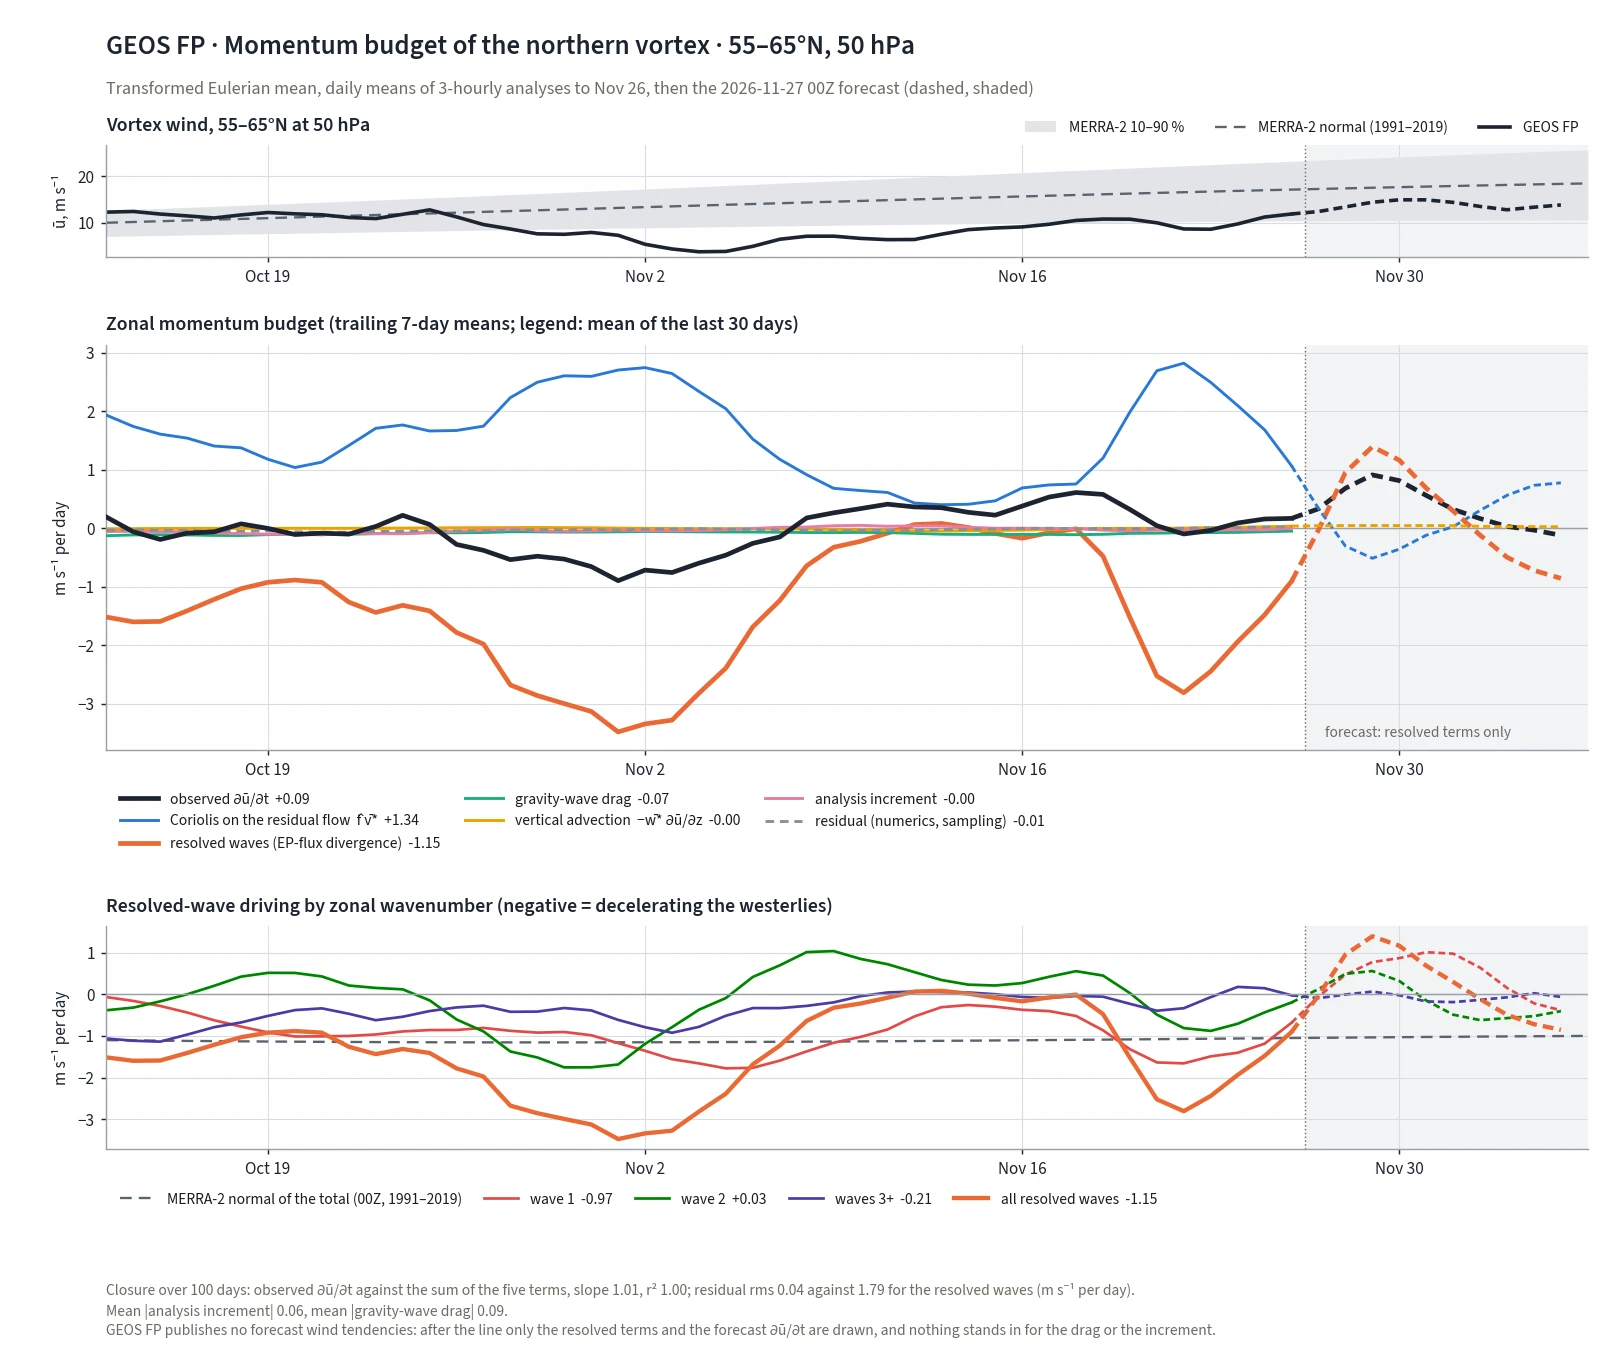 GEOS FP · Momentum budget of the northern vortex · 55–65°N, 50 hPa
Transformed Eulerian mean, daily means of 3-hourly analyses to Nov 26, then the 2026-11-27 00Z forecast (dashed, shaded)
Vortex wind, 55–65°N at 50 hPa
MERRA-2 10–90 %
MERRA-2 normal (1991–2019)
GEOS FP
ū, m s⁻¹
20
10
Oct 19
Nov 2
Nov 16
Nov 30
Zonal momentum budget (trailing 7-day means; legend: mean of the last 30 days)
m s⁻¹ per day
3
2
1
0
−1
−2
−3
forecast: resolved terms only
Oct 19
Nov 2
Nov 16
Nov 30
observed ∂ū/∂t +0.09
Coriolis on the residual flow f v̄* +1.34
resolved waves (EP-flux divergence) -1.15
gravity-wave drag -0.07
vertical advection −w̄* ∂ū/∂z -0.00
analysis increment -0.00
residual (numerics, sampling) -0.01
Resolved-wave driving by zonal wavenumber (negative = decelerating the westerlies)
m s⁻¹ per day
1
0
−1
−2
−3
Oct 19
Nov 2
Nov 16
Nov 30
MERRA-2 normal of the total (00Z, 1991–2019)
wave 1 -0.97
wave 2 +0.03
waves 3+ -0.21
all resolved waves -1.15
Closure over 100 days: observed ∂ū/∂t against the sum of the five terms, slope 1.01, r² 1.00; residual rms 0.04 against 1.79 for the resolved waves (m s⁻¹ per day).
Mean |analysis increment| 0.06, mean |gravity-wave drag| 0.09.
GEOS FP publishes no forecast wind tendencies: after the line only the resolved terms and the forecast ∂ū/∂t are drawn, and nothing stands in for the drag or the increment.